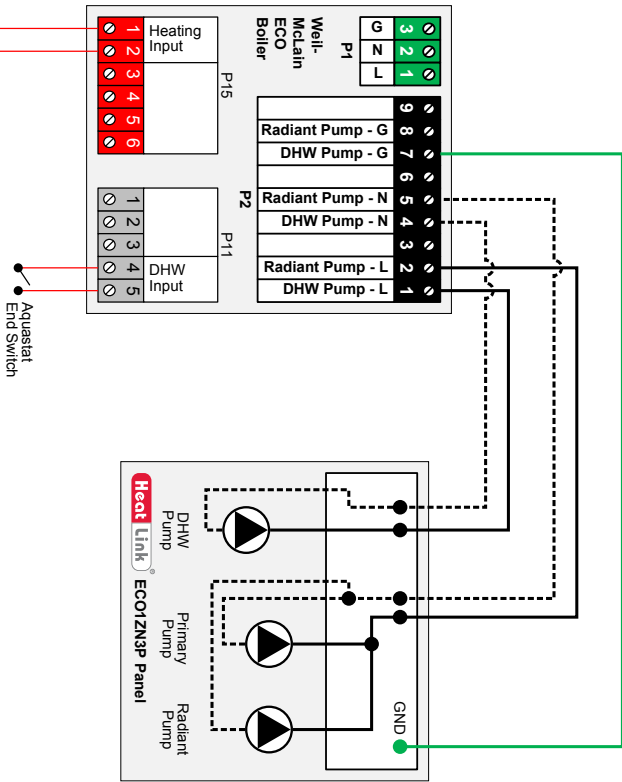 1
2
3
4
5
6
Heating
Input
P15
Weil-
McLain
ECO
Boiler
P1
G
N
L
3
2
1
Radiant Pump - G
DHW Pump - G
Radiant Pump - N
DHW Pump - N
Radiant Pump - L
DHW Pump - L
9
8
7
6
5
4
3
2
1
P2
1
2
3
4
5
P11
DHW
Input
Aquastat
End Switch
Heat Link®
ECO1ZN3P Panel
DHW
Pump
Primary
Pump
Radiant
Pump
GND